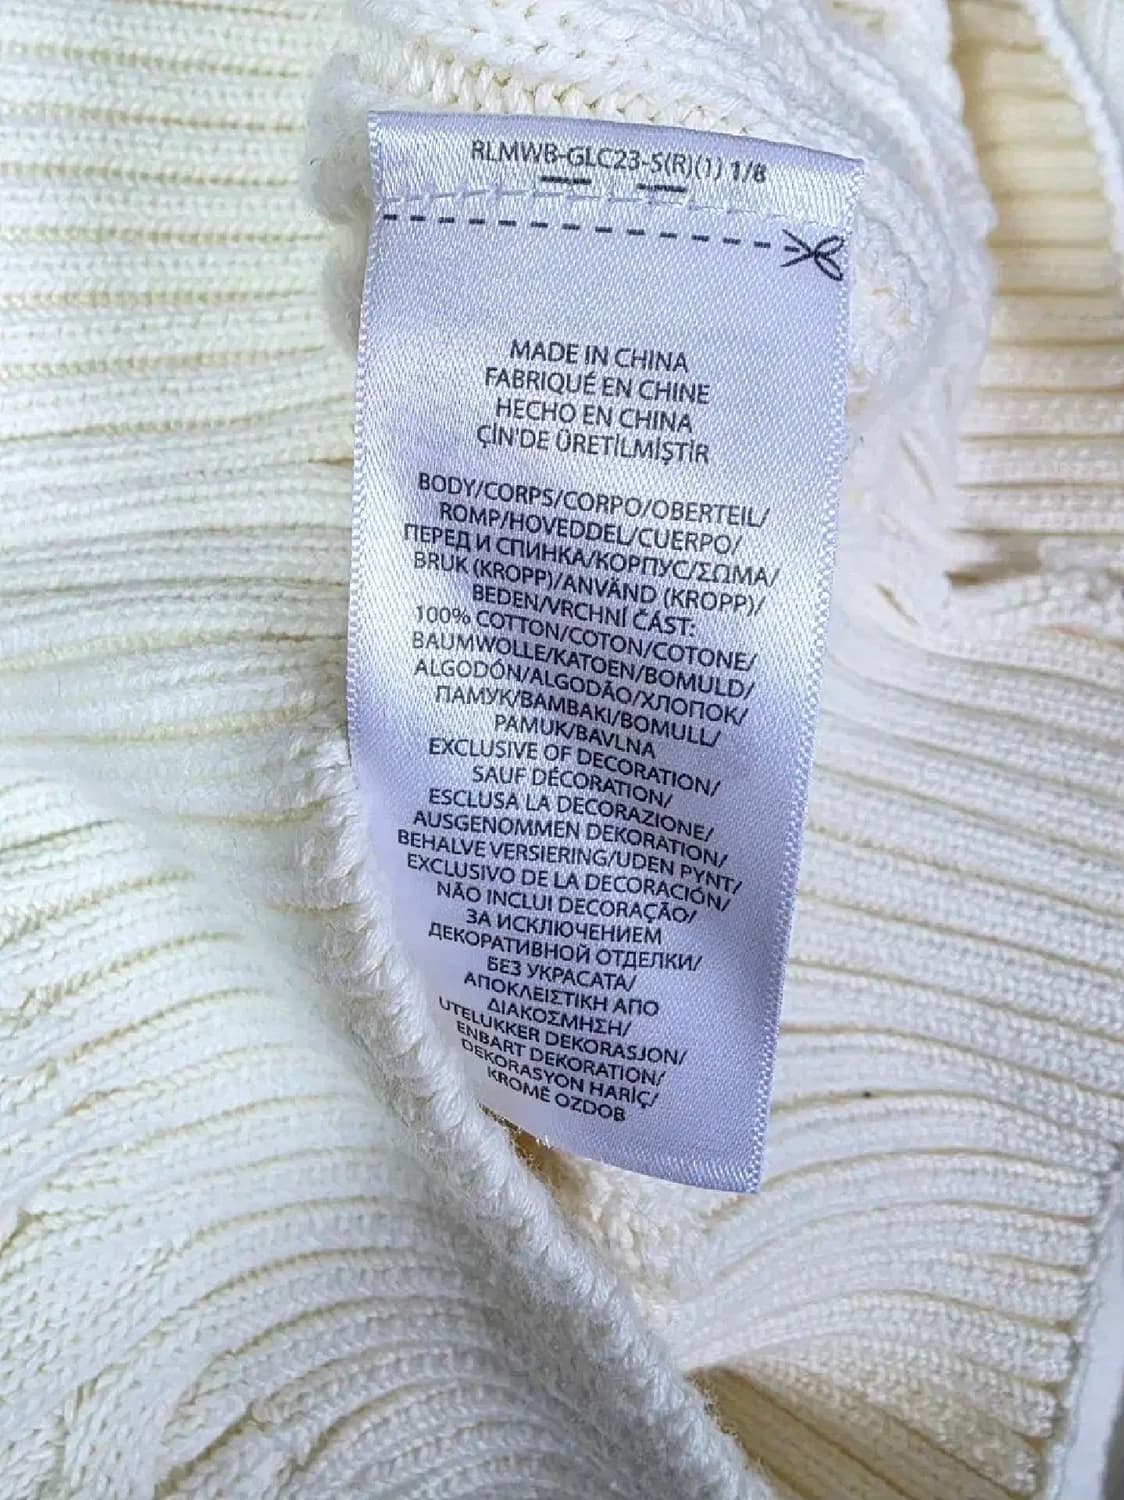 RLMWB-GLC23-S(R)(1) 1/8
MADE IN CHINA
FABRIQUÉ EN CHINE
HECHO EN CHINA
ÇİN'DE ÜRETİLMİŞTİR
BODY/CORPS/CORPO/OBERTEIL/
ROMP/HOVEDDEL/CUERPO/
ПЕРЕД И СПИНКА/КОРПУС/ΣΩΜΑ/
BRUK (KROPP)/ANVÄND (KROPP)/
BEDEN/VRCHNÍ ČÁST:
100% COTTON/COTON/COTONE/
BAUMWOLLE/KATOEN/BOMULD/
ALGODÓN/ALGODÃO/ХЛОПОК/
ПАМУК/ΒΑΜΒΑΚΙ/BOMULL/
PAMUK/BAVLNA
EXCLUSIVE OF DECORATION/
SAUF DÉCORATION/
ESCLUSA LA DECORAZIONE/
AUSGENOMMEN DEKORATION/
BEHALVE VERSIERING/UDEN PYNT/
EXCLUSIVO DE LA DECORACIÓN/
NÃO INCLUI DECORAÇÃO/
ЗА ИСКЛЮЧЕНИЕМ
ДЕКОРАТИВНОЙ ОТДЕЛКИ/
БЕЗ УКРАСАТА/
ΑΠΟΚΛΕΙΣΤΙΚΗ ΑΠΟ
ΔΙΑΚΟΣΜΗΣΗ/
UTELUKKER DEKORASJON/
ENBART DEKORATION/
DEKORASYON HARİÇ/
KROMĚ OZDOB